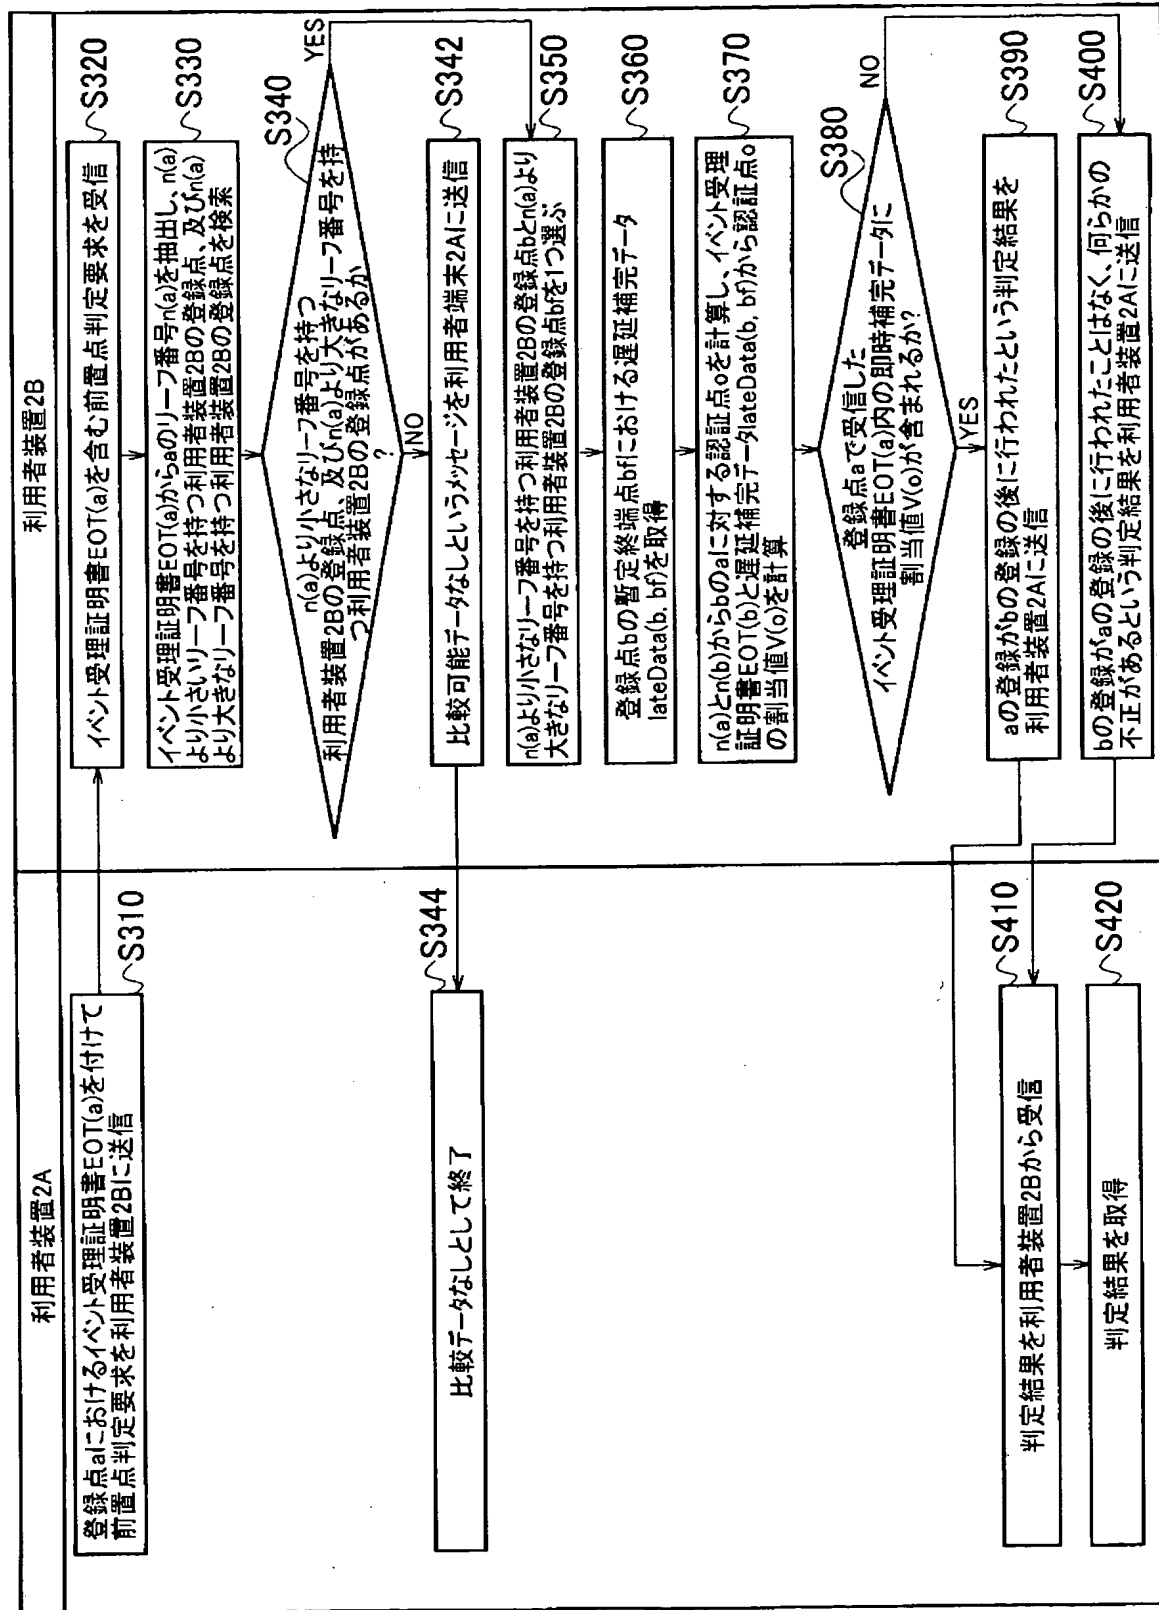 利用者装置2A
利用者装置2B
登録点aにおけるイベント受理証明書EOT(a)を付けて
前置点判定要求を利用者装置2Bに送信
S310
イベント受理証明書EOT(a)を含む前置点判定要求を受信
S320
イベント受理証明書EOT(a)からaのリーフ番号n(a)を抽出し、n(a)
より小さいリーフ番号を持つ利用者装置2Bの登録点、及びn(a)
より大きなリーフ番号を持つ利用者装置2Bの登録点を検索
S330
n(a)より小さなリーフ番号を持つ
利用者装置2Bの登録点、及びn(a)より大きなリーフ番号を持
つ利用者装置2Bの登録点があるか
?
S340
YES
NO
比較可能データなしというメッセージを利用者端末2Aに送信
S342
比較データなしとして終了
S344
n(a)より小さなリーフ番号を持つ利用者装置2Bの登録点bとn(a)より
大きなリーフ番号を持つ利用者装置2Bの登録点bfを1つ選ぶ
S350
登録点bの暫定終端点bfにおける遅延補完データ
lateData(b, bf)を取得
S360
n(a)とn(b)からbのaに対する認証点oを計算し、イベント受理
証明書EOT(b)と遅延補完データlateData(b, bf)から認証点o
の割当値V(o)を計算
S370
登録点aで受信した
イベント受理証明書EOT(a)内の即時補完データに
割当値V(o)が含まれるか?
S380
NO
YES
aの登録がbの登録の後に行われたという判定結果を
利用者装置2Aに送信
S390
bの登録がaの登録の後に行われたことはなく、何らかの
不正があるという判定結果を利用者装置2Aに送信
S400
判定結果を利用者装置2Bから受信
S410
判定結果を取得
S420